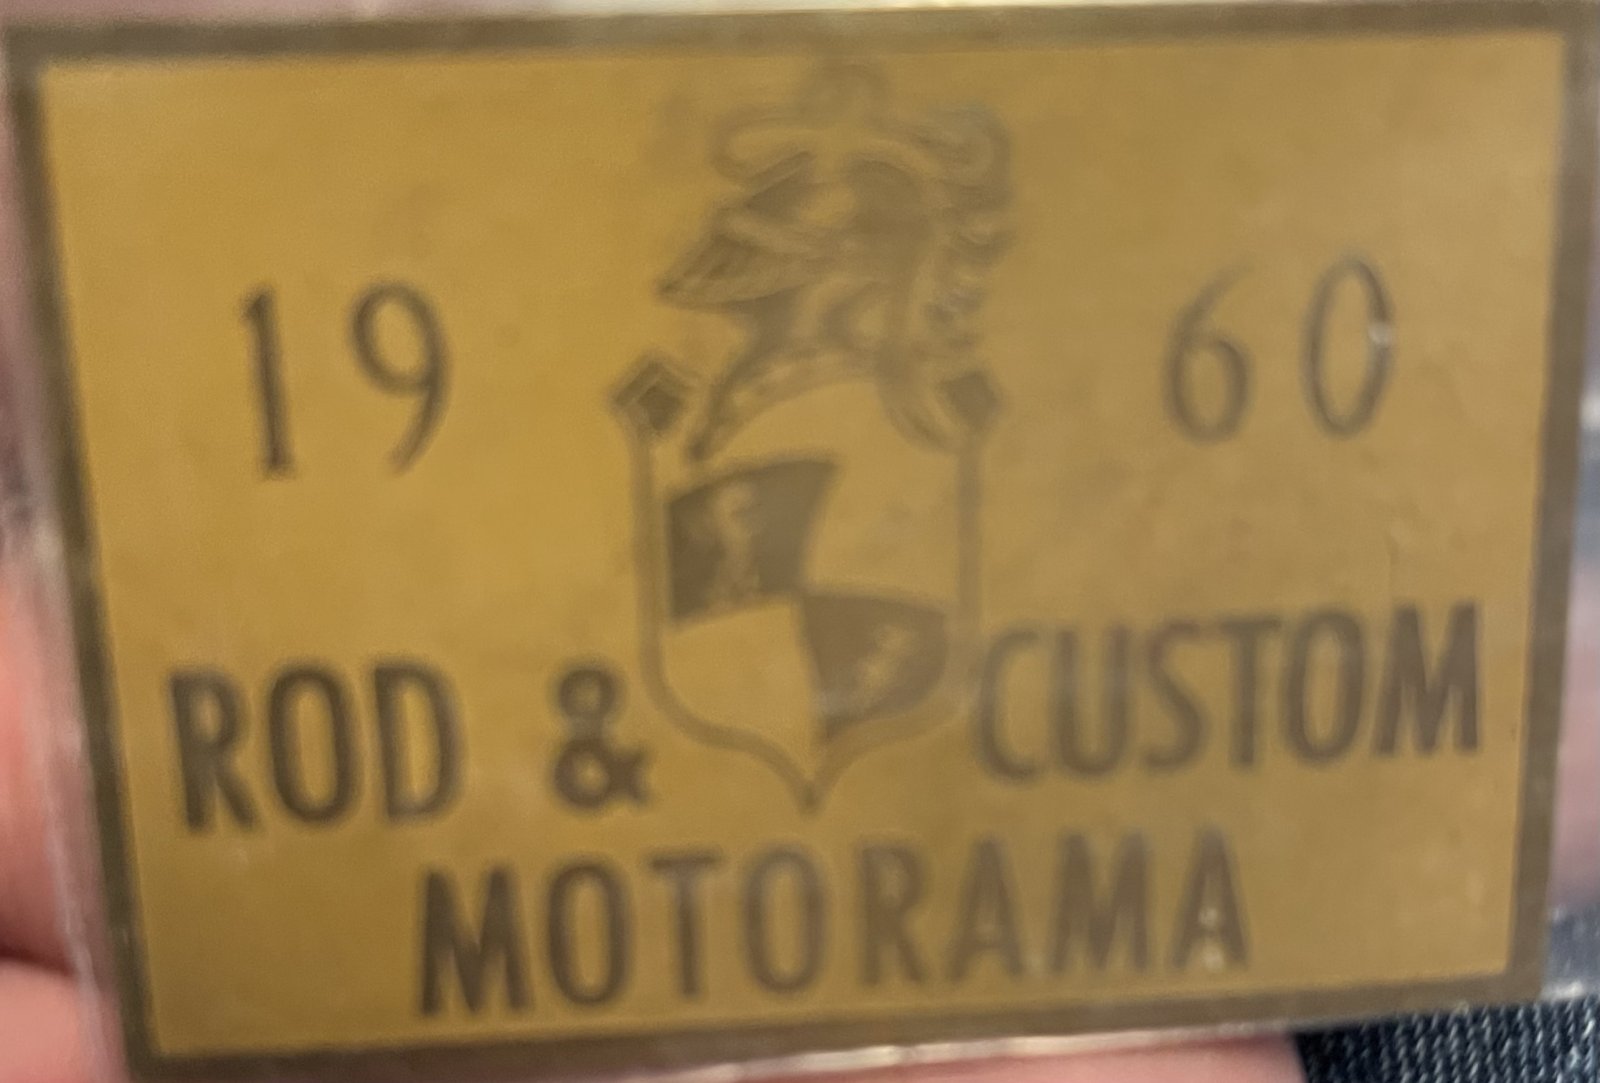 19 60
ROD & CUSTOM
MOTORAMA